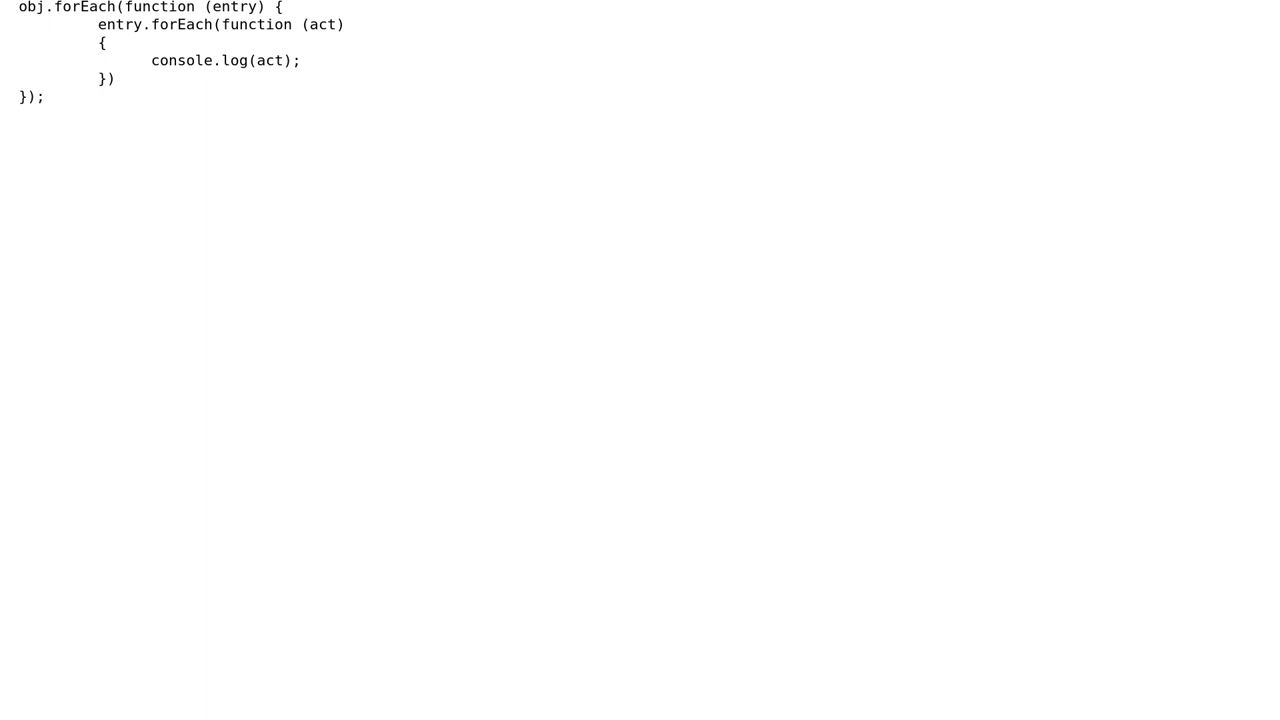 obj.forEach(function (entry) {
         entry.forEach(function (act)
         {
               console.log(act);
         })
});